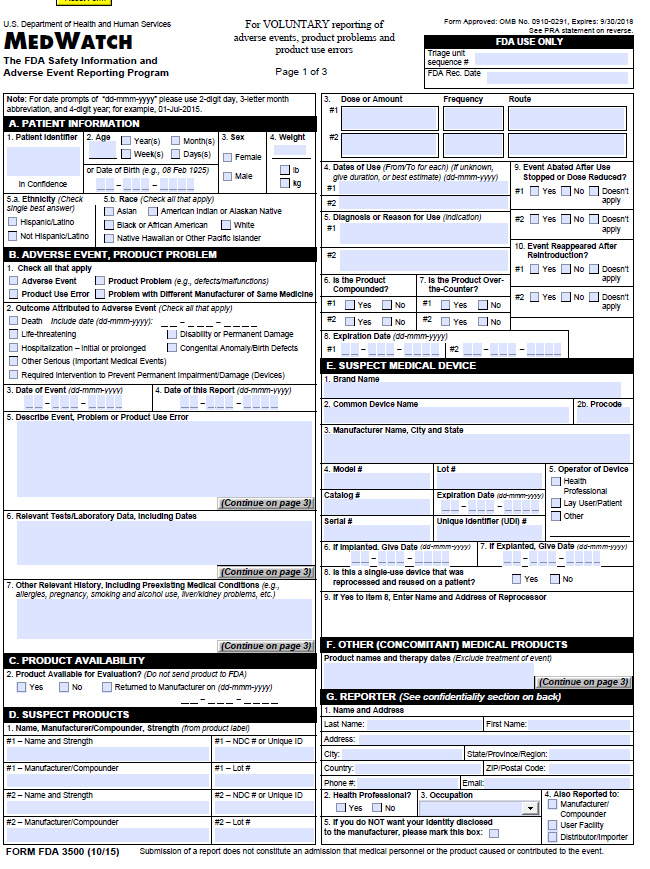 U.S. Department of Health and Human Services
MEDWATCH
The FDA Safety Information and
Adverse Event Reporting Program
For VOLUNTARY reporting of
adverse events, product problems and
product use errors
Page 1 of 3
Form Approved: OMB No. 0910-0291, Expires: 9/30/2018
See PRA statement on reverse.
FDA USE ONLY
Triage unit
sequence #
FDA Rec. Date
Note: For date prompts of "dd-mmm-yyyy" please use 2-digit day, 3-letter month
abbreviation, and 4-digit year; for example, 01-Jul-2015.
A. PATIENT INFORMATION
1. Patient Identifier
In Confidence
2. Age
Year(s) Month(s)
Week(s) Days(s)
or Date of Birth (e.g., 08 Feb 1925)
3. Sex
Female
Male
4. Weight
lb
kg
5.a. Ethnicity (Check
single best answer)
Hispanic/Latino
Not Hispanic/Latino
5.b. Race (Check all that apply)
Asian American Indian or Alaskan Native
Black or African American White
Native Hawaiian or Other Pacific Islander
B. ADVERSE EVENT, PRODUCT PROBLEM
1. Check all that apply
Adverse Event Product Problem (e.g., defects/malfunctions)
Product Use Error Problem with Different Manufacturer of Same Medicine
2. Outcome Attributed to Adverse Event (Check all that apply)
Death Include date (dd-mmm-yyyy):
Life-threatening Disability or Permanent Damage
Hospitalization – initial or prolonged Congenital Anomaly/Birth Defects
Other Serious (Important Medical Events)
Required Intervention to Prevent Permanent Impairment/Damage (Devices)
3. Date of Event (dd-mmm-yyyy)
4. Date of this Report (dd-mmm-yyyy)
5. Describe Event, Problem or Product Use Error
(Continue on page 3)
6. Relevant Tests/Laboratory Data, Including Dates
(Continue on page 3)
7. Other Relevant History, Including Preexisting Medical Conditions (e.g.,
allergies, pregnancy, smoking and alcohol use, liver/kidney problems, etc.)
(Continue on page 3)
C. PRODUCT AVAILABILITY
2. Product Available for Evaluation? (Do not send product to FDA)
Yes No Returned to Manufacturer on (dd-mmm-yyyy)
D. SUSPECT PRODUCTS
1. Name, Manufacturer/Compounder, Strength (from product label)
#1 – Name and Strength #1 – NDC # or Unique ID
#1 – Manufacturer/Compounder #1 – Lot #
#2 – Name and Strength #2 – NDC # or Unique ID
#2 – Manufacturer/Compounder #2 – Lot #
3. Dose or Amount Frequency Route
#1
#2
4. Dates of Use (From/To for each) (If unknown,
give duration, or best estimate) (dd-mmm-yyyy)
#1
#2
5. Diagnosis or Reason for Use (indication)
#1
#2
6. Is the Product
Compounded?
#1 Yes No
#2 Yes No
7. Is the Product Over-
the-Counter?
#1 Yes No
#2 Yes No
8. Expiration Date (dd-mmm-yyyy)
#1 #2
9. Event Abated After Use
Stopped or Dose Reduced?
#1 Yes No Doesn't
apply
#2 Yes No Doesn't
apply
10. Event Reappeared After
Reintroduction?
#1 Yes No Doesn't
apply
#2 Yes No Doesn't
apply
E. SUSPECT MEDICAL DEVICE
1. Brand Name
2. Common Device Name 2b. Procode
3. Manufacturer Name, City and State
4. Model # Lot #
Catalog # Expiration Date (dd-mmm-yyyy)
Serial # Unique Identifier (UDI) #
5. Operator of Device
Health
Professional
Lay User/Patient
Other
6. If Implanted, Give Date (dd-mmm-yyyy) 7. If Explanted, Give Date (dd-mmm-yyyy)
8. Is this a single-use device that was
reprocessed and reused on a patient? Yes No
9. If Yes to Item 8, Enter Name and Address of Reprocessor
F. OTHER (CONCOMITANT) MEDICAL PRODUCTS
Product names and therapy dates (Exclude treatment of event)
(Continue on page 3)
G. REPORTER (See confidentiality section on back)
1. Name and Address
Last Name: First Name:
Address:
City: State/Province/Region:
Country: ZIP/Postal Code:
Phone #: Email:
2. Health Professional?
Yes No
3. Occupation
4. Also Reported to:
Manufacturer/
Compounder
User Facility
Distributor/Importer
5. If you do NOT want your identity disclosed
to the manufacturer, please mark this box:
FORM FDA 3500 (10/15) Submission of a report does not constitute an admission that medical personnel or the product caused or contributed to the event.